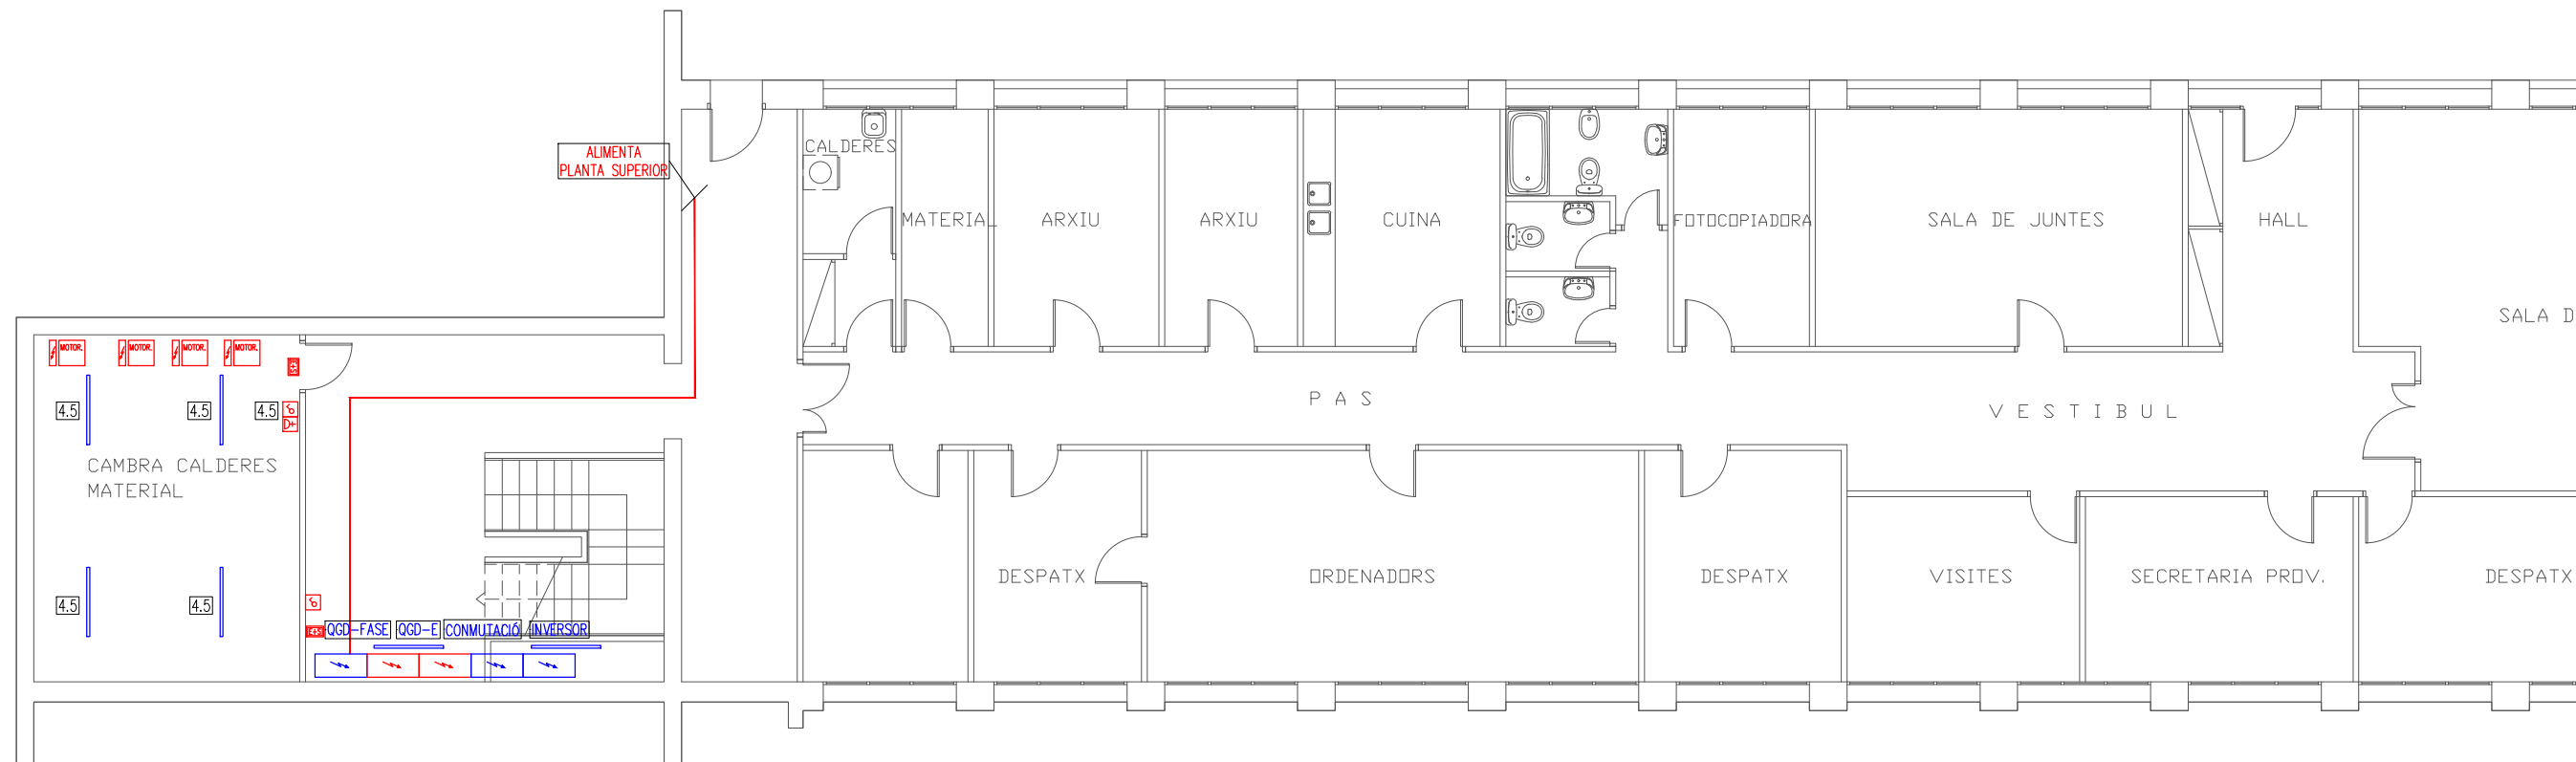 ALIMENTA
PLANTA SUPERIOR
CALDERES
MATERIAL
ARXIU
ARXIU
CUINA
FOTOCOPIADORA
SALA DE JUNTES
HALL
SALA D
MOTOR.
MOTOR.
MOTOR.
MOTOR.
4.5
4.5
4.5
D+
PAS
VESTIBUL
CAMBRA CALDERES
MATERIAL
4.5
4.5
QGD-FASE
QGD-E
CONMUTACIÓ
INVERSOR
DESPATX
ORDENADORS
DESPATX
VISITES
SECRETARIA PROV.
DESPATX